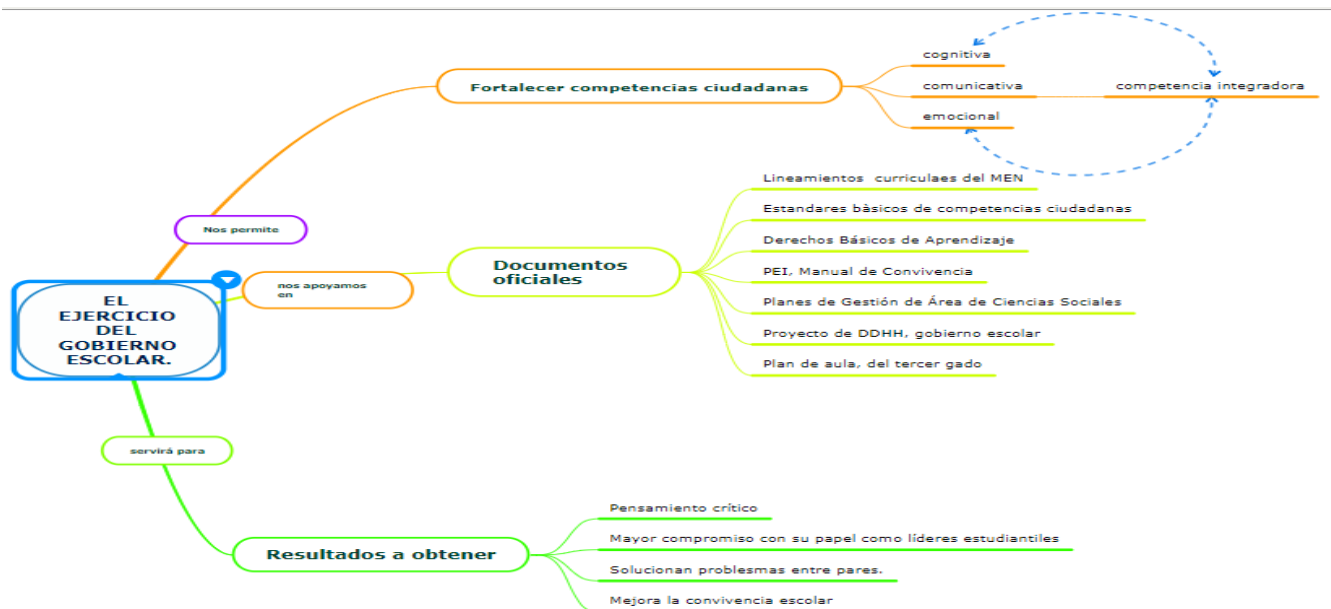 cognitiva
Fortalecer competencias ciudadanas
comunicativa
competencia integradora
emocional
Nos permite
Lineamientos curriculaes del MEN
Estandares bàsicos de competencias ciudadanas
Derechos Básicos de Aprendizaje
Documentos
oficiales
PEI, Manual de Convivencia
nos apoyamos
en
Planes de Gestión de Área de Ciencias Sociales
Proyecto de DDHH, gobierno escolar
Plan de aula, del tercer gado
EL
EJERCICIO
DEL
GOBIERNO
ESCOLAR.
servirá para
Pensamiento crítico
Mayor compromiso con su papel como líderes estudiantiles
Resultados a obtener
Solucionan problesmas entre pares.
Mejora la convivencia escolar